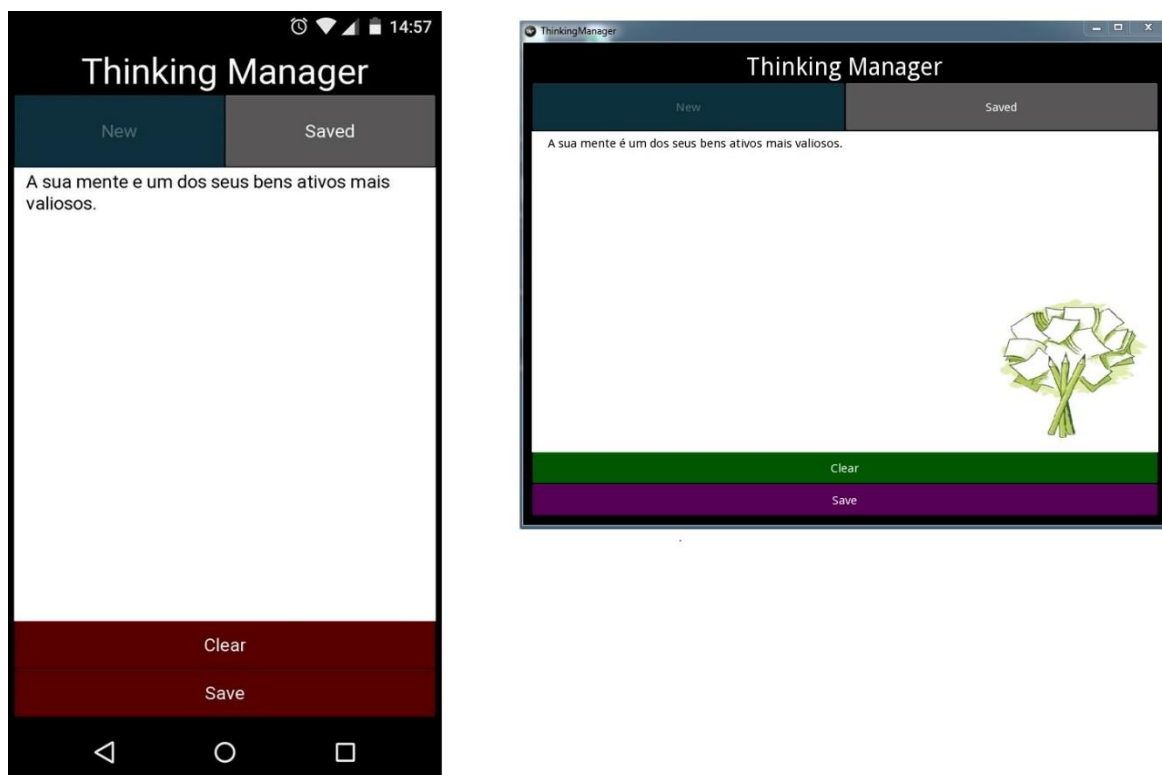 14:57
Thinking Manager
New Saved
A sua mente e um dos seus bens ativos mais
valiosos.
Clear
Save
ThinkingManager
Thinking Manager
New Saved
A sua mente é um dos seus bens ativos mais valiosos.
Clear
Save